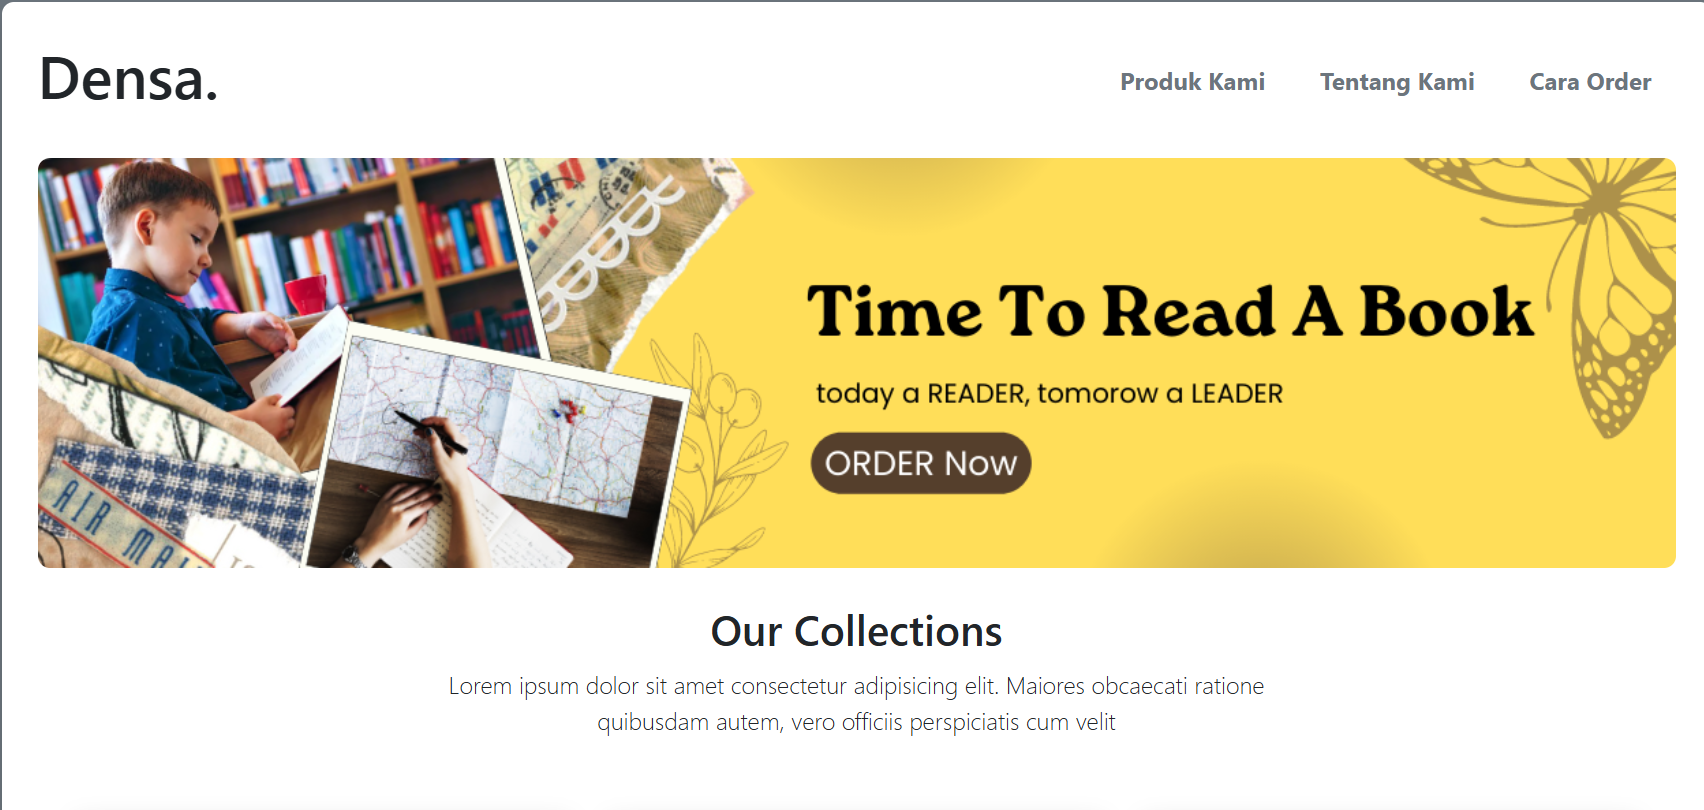 Densa.
Produk Kami
Tentang Kami
Cara Order
Time To Read A Book
today a READER, tomorow a LEADER
ORDER Now
AIR MAI
Our Collections
Lorem ipsum dolor sit amet consectetur adipisicing elit. Maiores obcaecati ratione
quibusdam autem, vero officiis perspiciatis cum velit